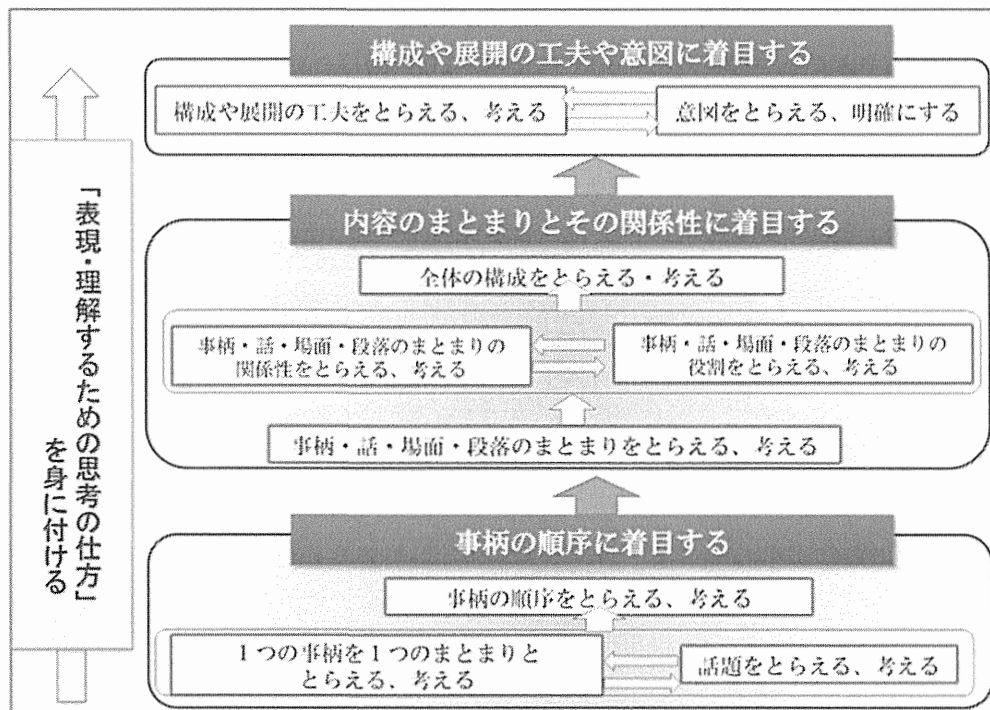 構成や展開の工夫や意図に着目する
構成や展開の工夫をとらえる、考える
意図をとらえる、明確にする
内容のまとまりとその関係性に着目する
全体の構成をとらえる・考える
事柄・話・場面・段落のまとまりの
関係性をとらえる、考える
事柄・話・場面・段落のまとまりの
役割をとらえる、考える
事柄・話・場面・段落のまとまりをとらえる、考える
事柄の順序に着目する
事柄の順序をとらえる、考える
1つの事柄を1つのまとまりと
とらえる、考える
話題をとらえる、考える
「表現・理解するための思考の仕方」
を身に付ける